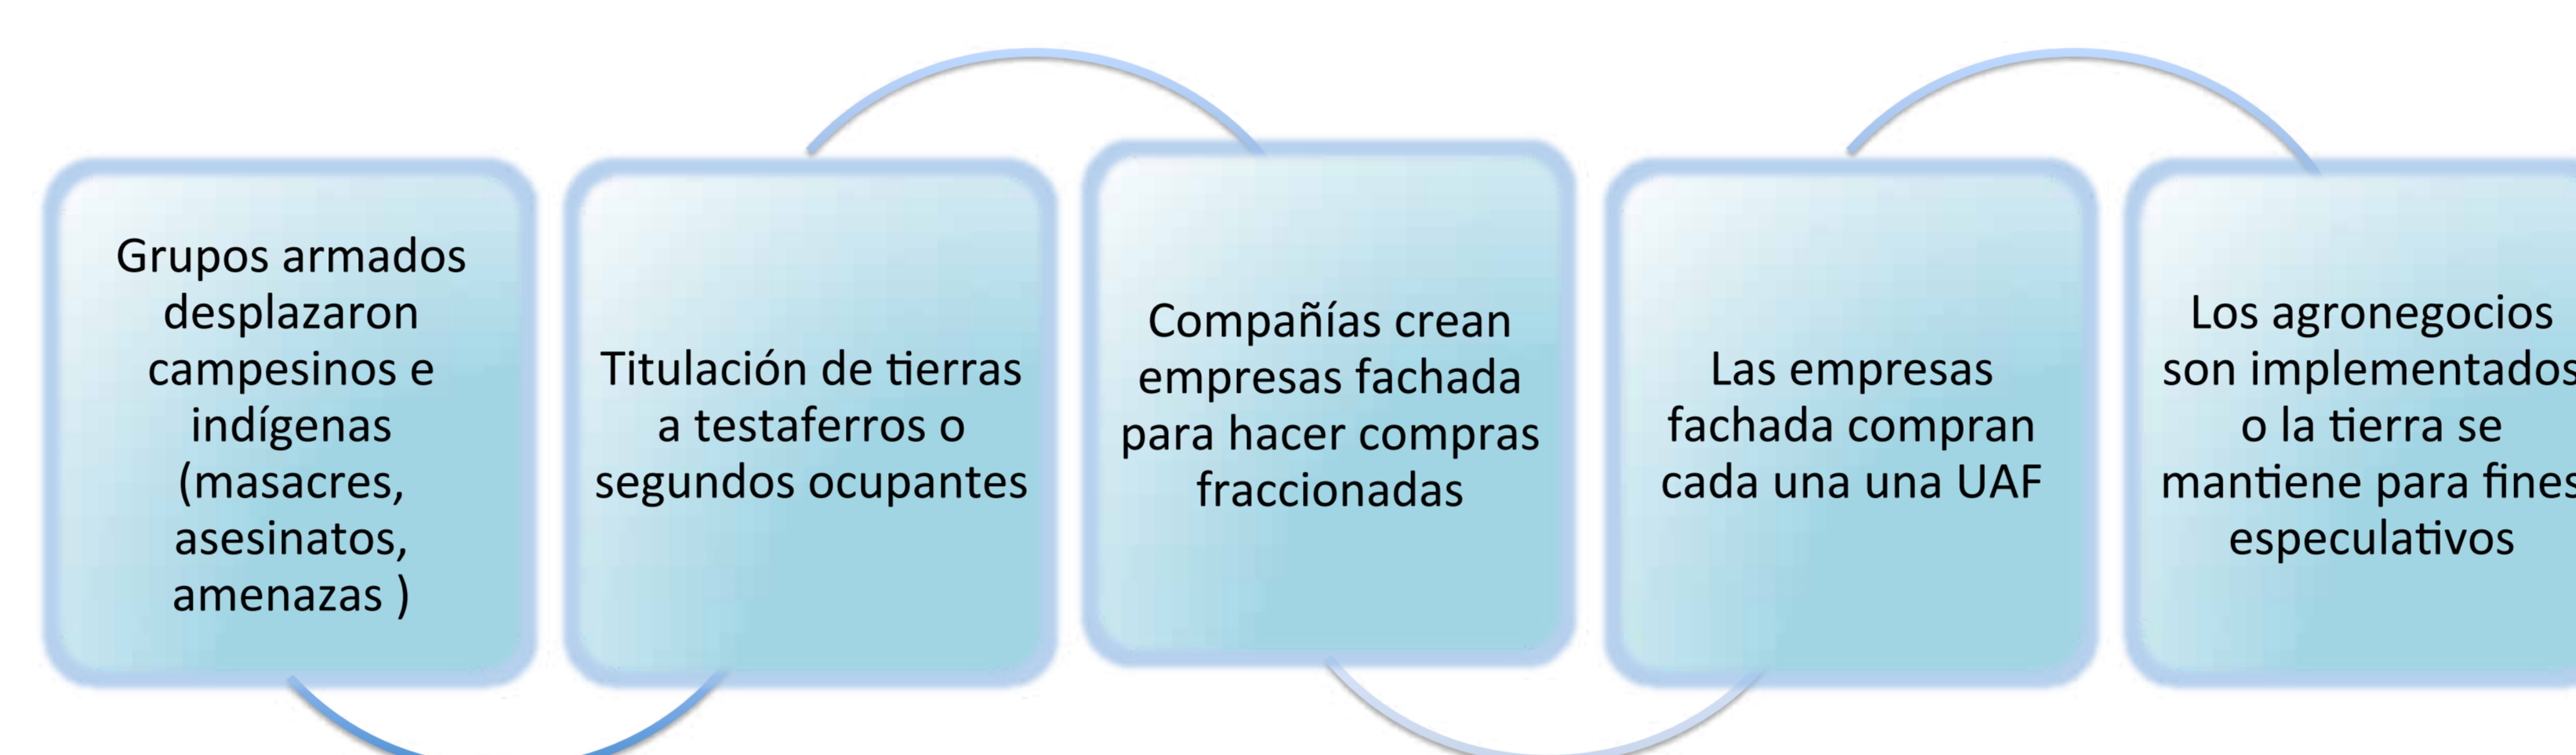 Grupos armados
desplazaron
campesinos e
indígenas
(masacres,
asesinatos,
amenazas )
Titulación de tierras
a testaferros o
segundos ocupantes
Compañías crean
empresas fachada
para hacer compras
fraccionadas
Las empresas
fachada compran
cada una una UAF
Los agronegocios
son implementados
o la tierra se
mantiene para fines
especulativos